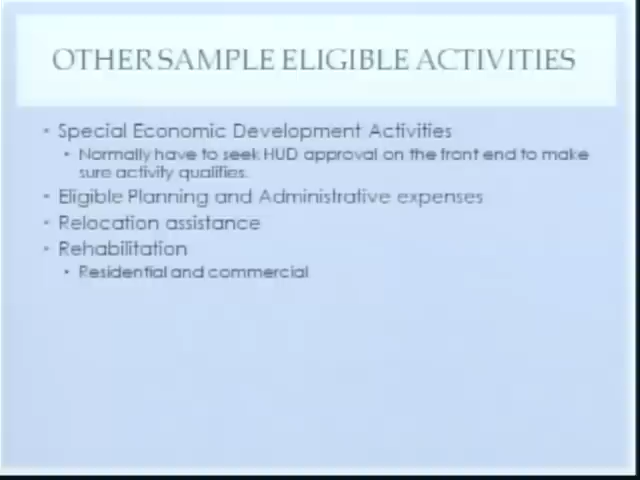 OTHER SAMPLE ELIGIBLE ACTIVITIES
• Special Economic Development Activities
• Normally have to seek HUD approval on the front end to make
sure activity qualifies.
• Eligible Planning and Administrative expenses
• Relocation assistance
• Rehabilitation
• Residential and commercial